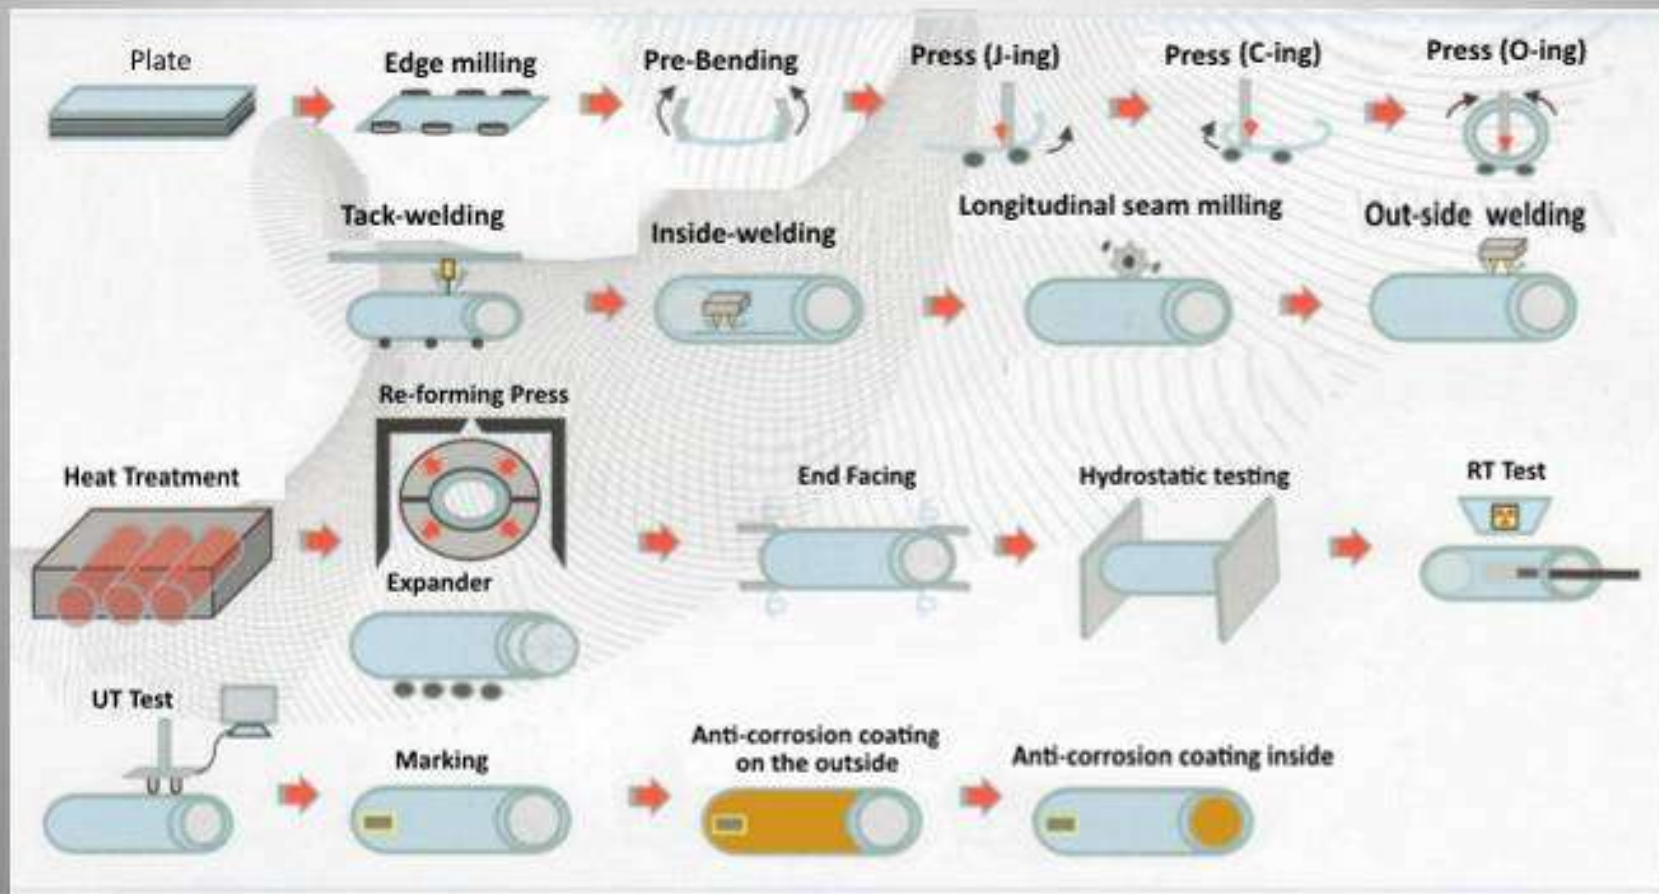 Plate
Edge milling
Pre-Bending
Press (J-ing)
Press (C-ing)
Press (O-ing)
Tack-welding
Inside-welding
Longitudinal seam milling
Out-side welding
Heat Treatment
Re-forming Press
Expander
End Facing
Hydrostatic testing
RT Test
UT Test
Marking
Anti-corrosion coating
on the outside
Anti-corrosion coating inside